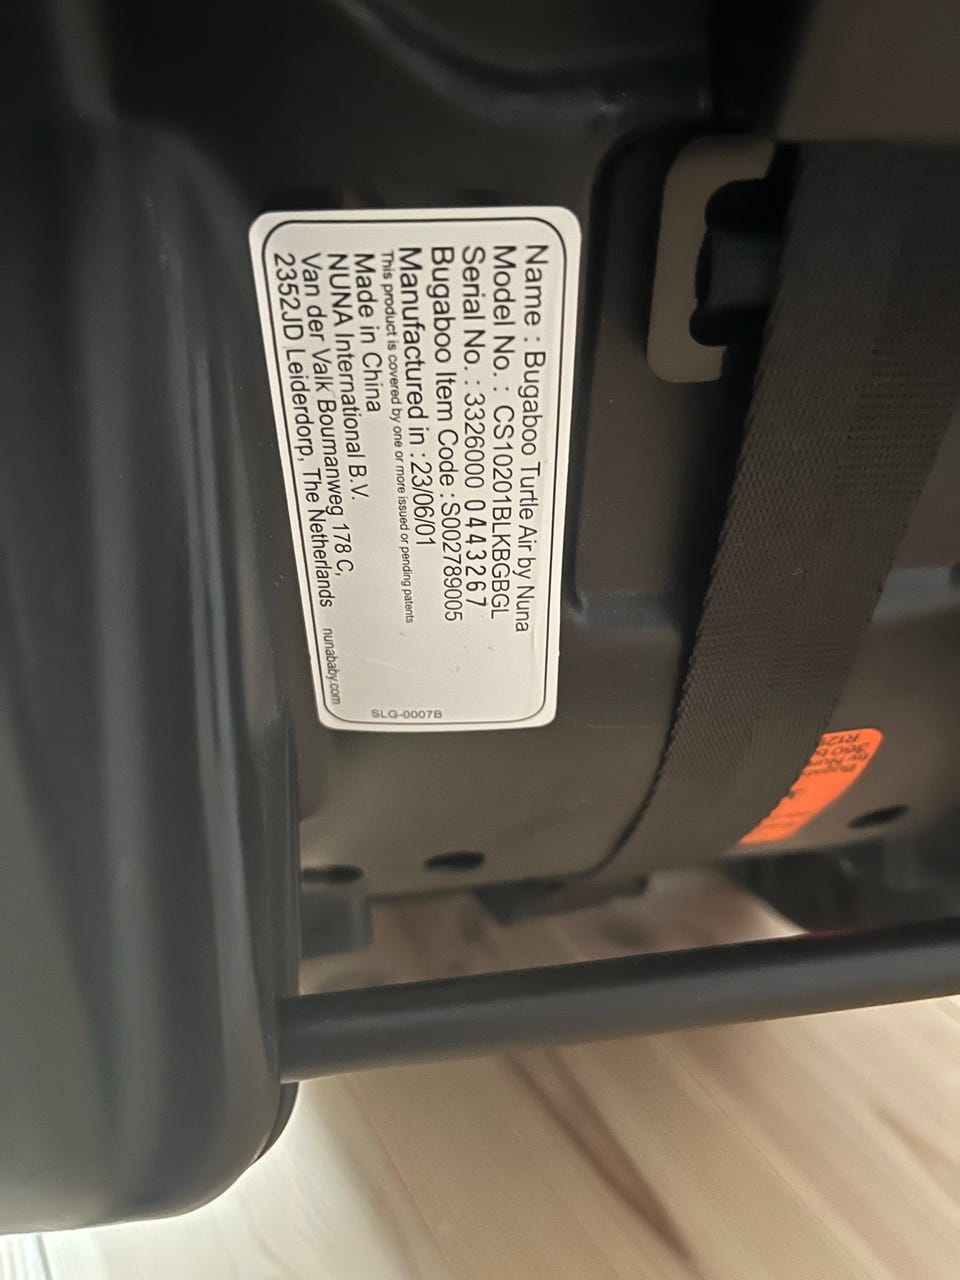 Name : Bugaboo Turtle Air by Nuna
Model No. : CS10201BLKBGBGL
Serial No. : 3326000 0443267
Bugaboo Item Code : S002789005
Manufactured in : 23/06/01
This product is covered by one or more issued or pending patents
Made in China
NUNA International B.V.
Van der Valk Boumanweg 178 C,
2352JD Leiderdorp, The Netherlands nunababy.com
SLG-0007B